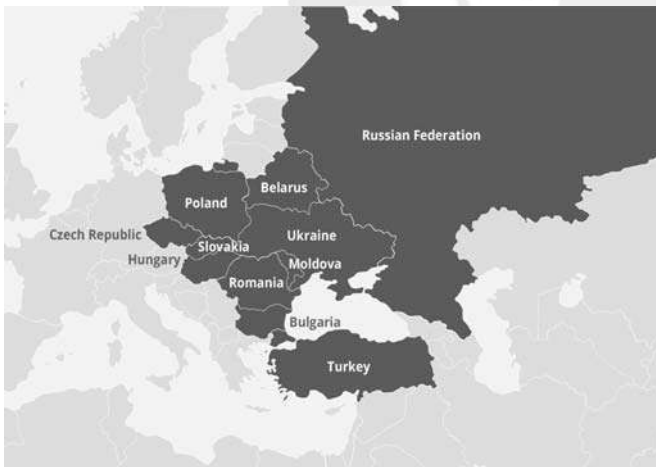 Russian Federation
Belarus
Poland
Czech Republic
Ukraine
Slovakia
Hungary
Moldova
Romania
Bulgaria
Turkey